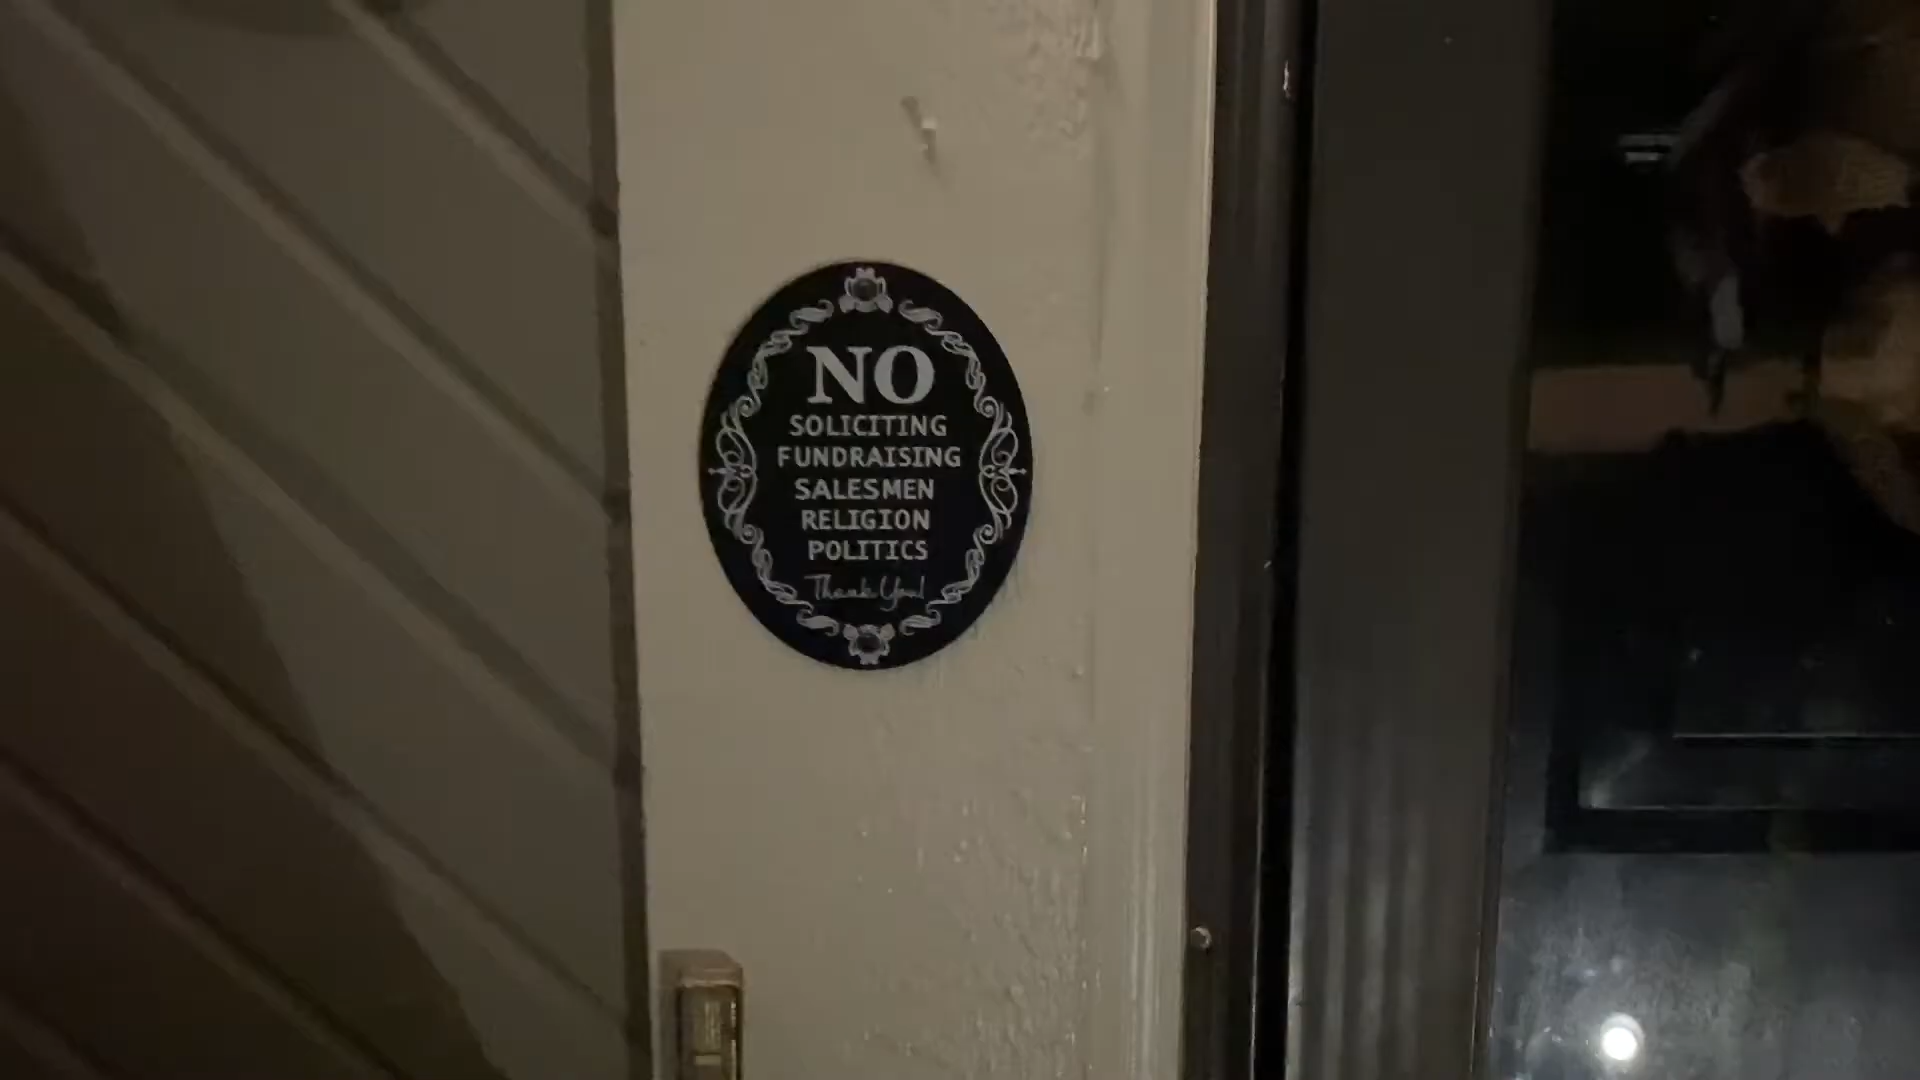 NO
SOLICITING
FUNDRAISING
SALESMEN
RELIGION
POLITICS
Thank You!